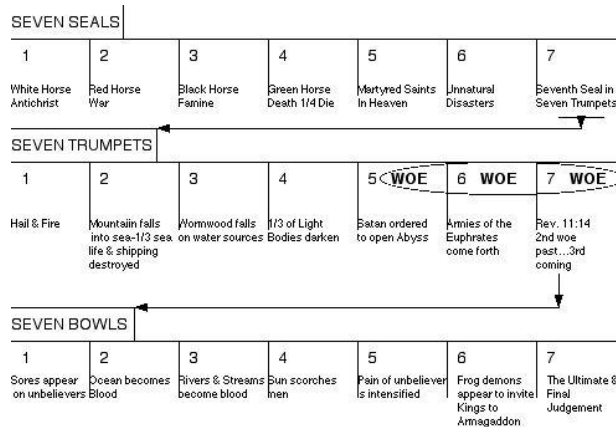 SEVEN SEALS
1 2 3 4 5 6 7
White Horse
Antichrist
Red Horse
War
Black Horse
Famine
Green Horse
Death 1/4 Die
Martyred Saints
In Heaven
Unnatural
Disasters
Seventh Seal in
Seven Trumpets
SEVEN TRUMPETS
1 2 3 4 5 WOE 6 WOE 7 WOE
Hail & Fire
Mountiain falls
into sea-1/3 sea
life & shipping
destroyed
Wormwood falls
on water sources
1/3 of Light
Bodies darken
Satan ordered
to open Abyss
Armies of the
Euphrates
come forth
Rev. 11:14
2nd woe
past...3rd
coming
SEVEN BOWLS
1 2 3 4 5 6 7
Sores appear
on unbelievers
Ocean becomes
Blood
Rivers & Streams
become blood
Sun scorches
men
Pain of unbeliever
is intensified
Frog demons
appear to invite
Kings to
Armagaddon
The Ultimate &
Final
Judgement